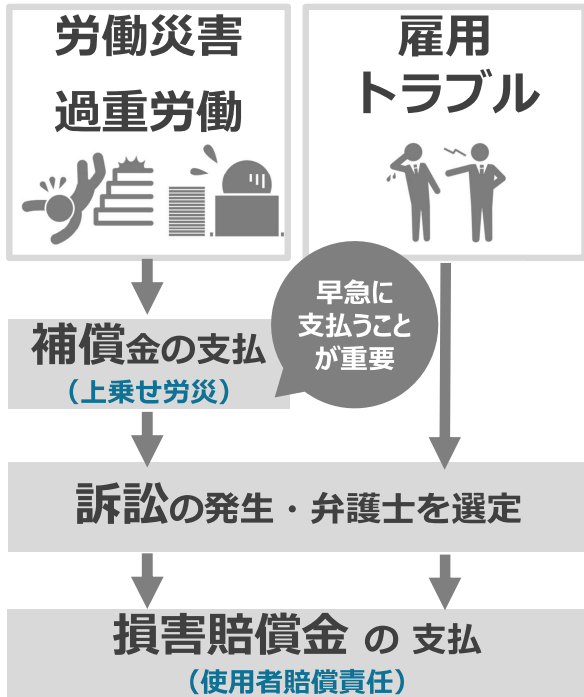 労働災害
過重労働
雇用
トラブル
早急に
支払うこと
が重要
補償金の支払
（上乗せ労災）
訴訟の発生・弁護士を選定
損害賠償金 の 支払
（使用者賠償責任）